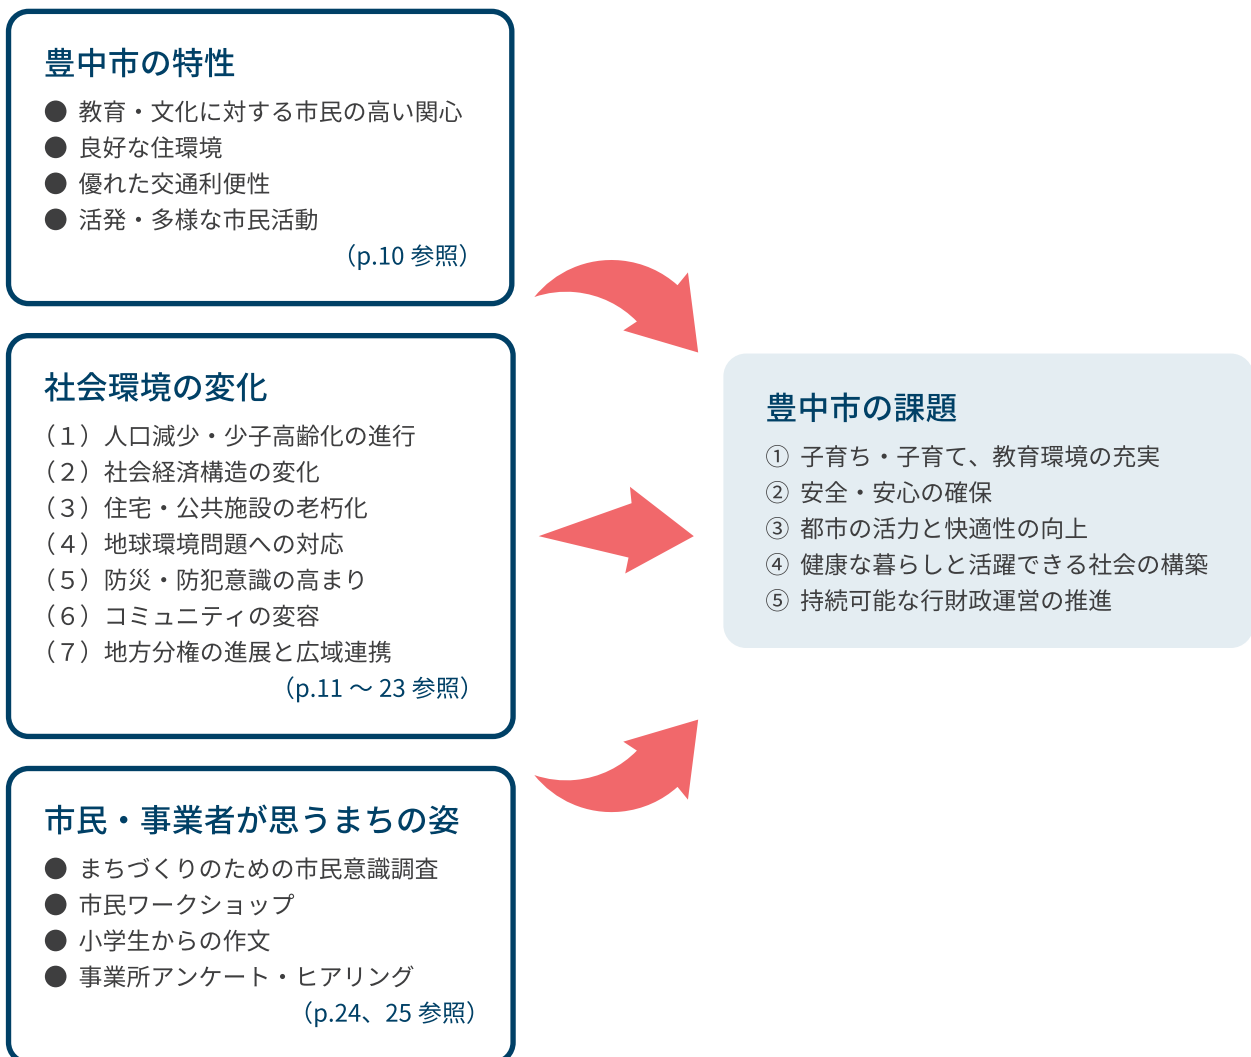 豊中市の特性
● 教育・文化に対する市民の高い関心
● 良好な住環境
● 優れた交通利便性
● 活発・多様な市民活動
（p.10 参照）
社会環境の変化
（１）人口減少・少子高齢化の進行
（２）社会経済構造の変化
（３）住宅・公共施設の老朽化
（４）地球環境問題への対応
（５）防災・防犯意識の高まり
（６）コミュニティの変容
（７）地方分権の進展と広域連携
（p.11 ～ 23 参照）
市民・事業者が思うまちの姿
● まちづくりのための市民意識調査
● 市民ワークショップ
● 小学生からの作文
● 事業所アンケート・ヒアリング
（p.24、25 参照）
豊中市の課題
① 子育ち・子育て、教育環境の充実
② 安全・安心の確保
③ 都市の活力と快適性の向上
④ 健康な暮らしと活躍できる社会の構築
⑤ 持続可能な行財政運営の推進